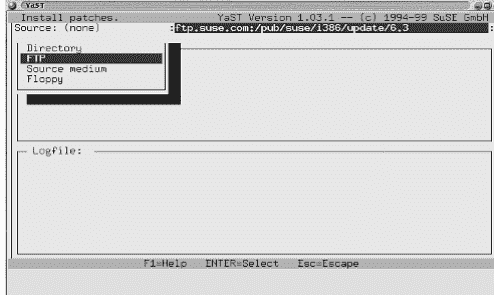 YaST
Install patches. YaST Version 1.03.1 -- (c) 1994-99 SuSE GmbH
Source: (none) :ftp.suse.com:/pub/suse/i386/update/6.3 :
Directory
FTP
Source medium
Floppy
Logfile:
F1=Help ENTER=Select Esc=Escape